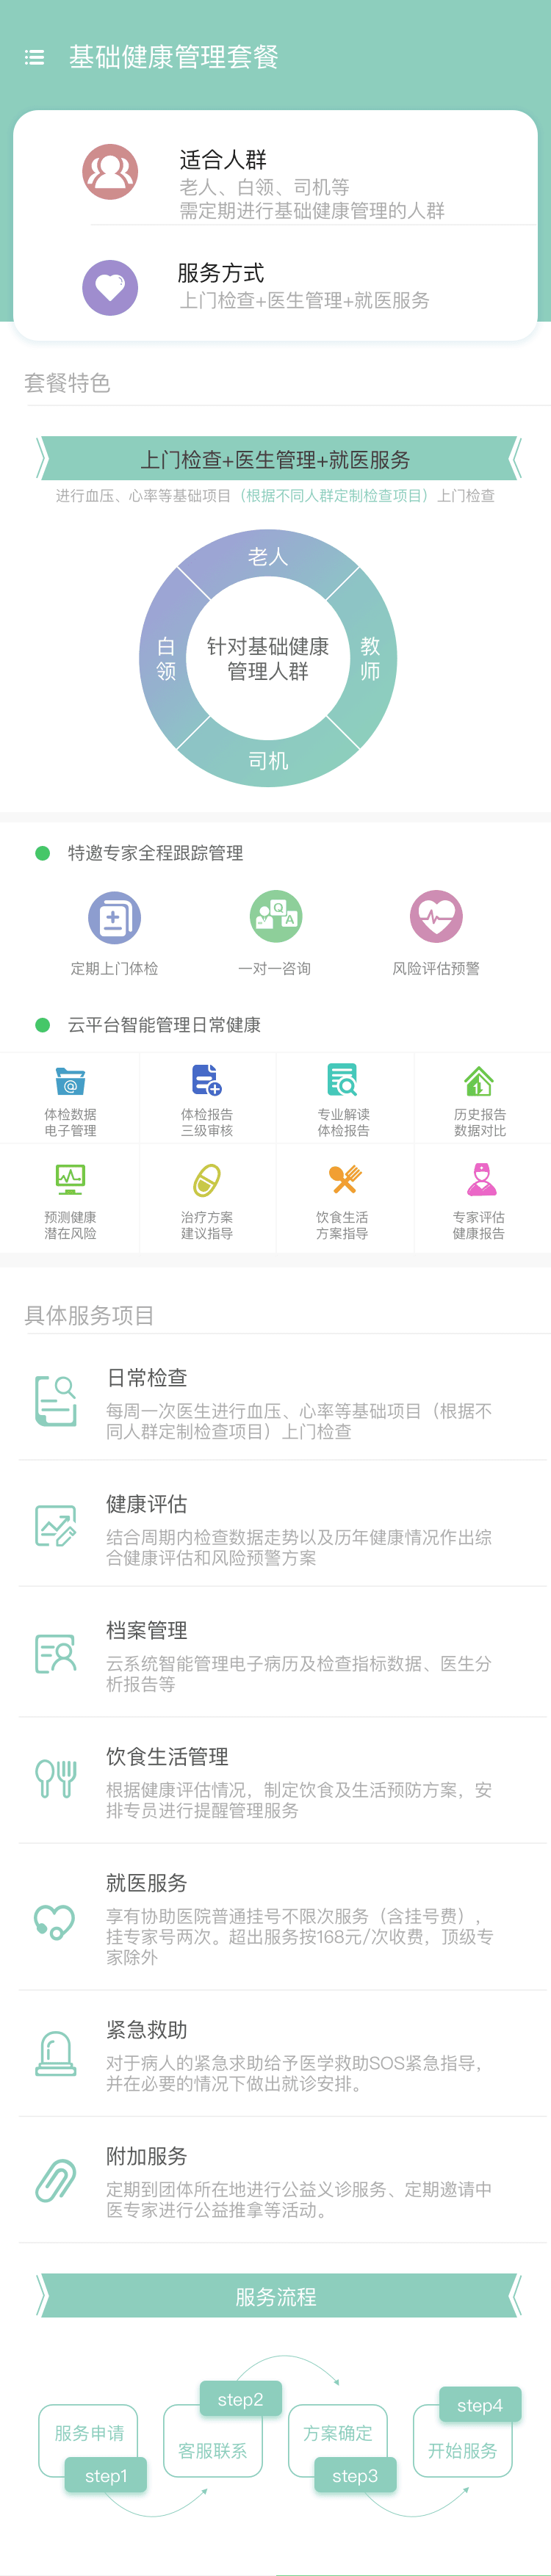 基础健康管理套餐
适合人群
老人、白领、司机等
需定期进行基础健康管理的人群
服务方式
上门检查+医生管理+就医服务
套餐特色
上门检查+医生管理+就医服务
进行血压、心率等基础项目（根据不同人群定制检查项目）上门检查
老人
白领
针对基础健康
管理人群
教师
司机
特邀专家全程跟踪管理
Q
A
定期上门体检
一对一咨询
风险评估预警
云平台智能管理日常健康
@
体检数据
电子管理
体检报告
三级审核
专业解读
体检报告
历史报告
数据对比
预测健康
潜在风险
治疗方案
建议指导
饮食生活
方案指导
专家评估
健康报告
具体服务项目
日常检查
每周一次医生进行血压、心率等基础项目（根据不
同人群定制检查项目）上门检查
健康评估
结合周期内检查数据走势以及历年健康情况作出综
合健康评估和风险预警方案
档案管理
云系统智能管理电子病历及检查指标数据、医生分
析报告等
饮食生活管理
根据健康评估情况，制定饮食及生活预防方案，安
排专员进行提醒管理服务
就医服务
享有协助医院普通挂号不限次服务（含挂号费），
挂专家号两次。超出服务按168元/次收费，顶级专
家除外
紧急救助
对于病人的紧急求助给予医学救助SOS紧急指导，
并在必要的情况下做出就诊安排。
附加服务
定期到团体所在地进行公益义诊服务、定期邀请中
医专家进行公益推拿等活动。
服务流程
服务申请
step1
step2
客服联系
方案确定
step3
step4
开始服务